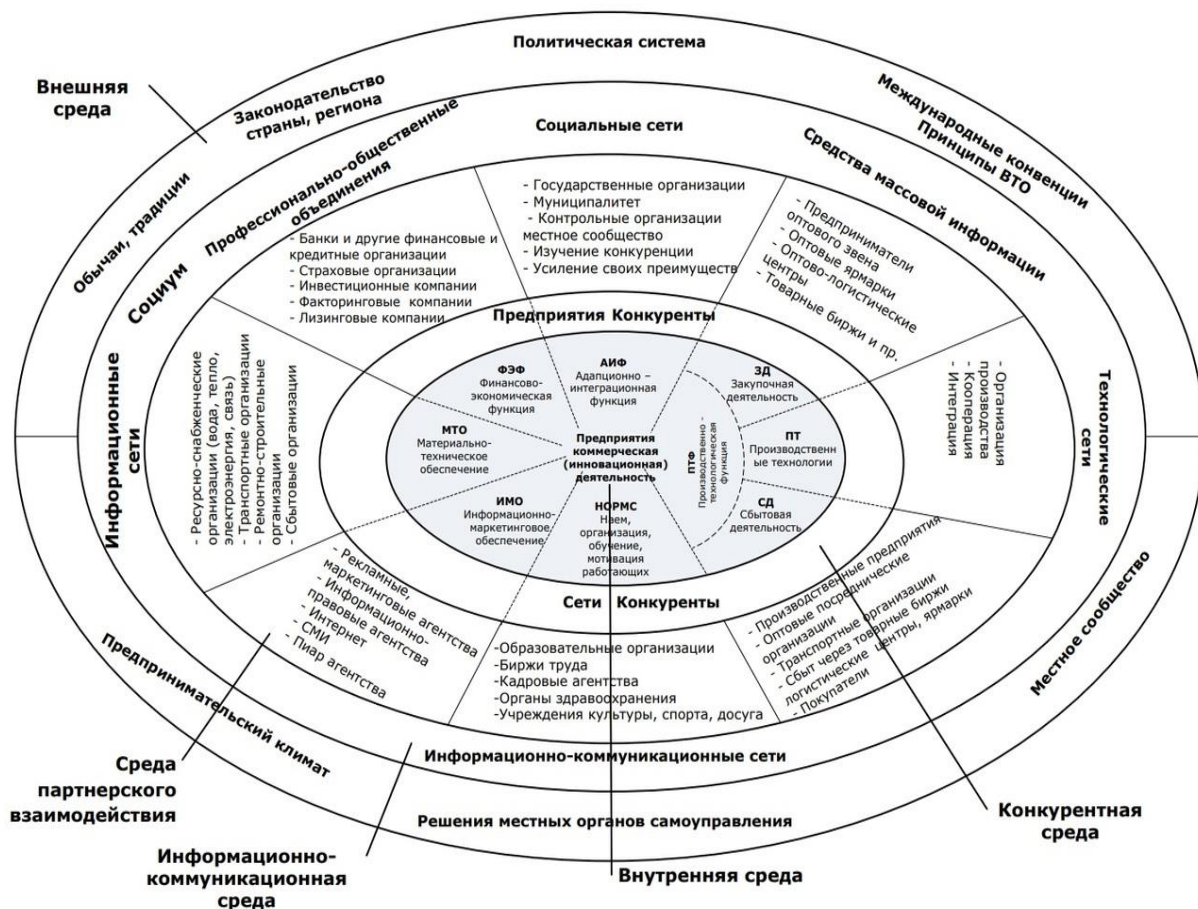 Политическая система
Внешняя
среда
Законодательство
страны, региона
Международные конвенции
Принципы ВТО
Обычаи, традиции
Социальные сети
Профессионально-общественные
объединения
Средства массовой информации
Социум
- Государственные организации
- Муниципалитет
- Контрольные организации
местное сообщество
- Изучение конкуренции
- Усиление своих преимуществ
- Банки и другие финансовые и
кредитные организации
- Страховые организации
- Инвестиционные компании
- Факторинговые компании
- Лизинговые компании
- Предприниматели
оптового звена
- Оптовые ярмарки
- Оптово-логистические
центры
- Товарные биржи и пр.
Предприятия Конкуренты
ФЭФ
Финансово-
экономическая
функция
АИФ
Адапционно –
интеграционная
функция
ЗД
Закупочная
деятельность
МТО
Материально-
техническое
обеспечение
Предприятия
коммерческая
(инновационная)
деятельность
ПТФ
Производственно –
технологическая
функция
ПТ
Производственн
ые технологии
ИМО
Информационно-
маркетинговое
обеспечение
НОРМС
Наем,
организация,
обучение,
мотивация
работающих
СД
Сбытовая
деятельность
Информационные
сети
- Ресурсно-снабженческие
организации (вода, тепло,
электроэнергия, связь)
- Транспортные организации
- Ремонтно-строительные
организации
- Сбытовые организации
- Организация
производства
- Кооперация
- Интеграция
Технологические
сети
Сети Конкуренты
- Рекламные,
маркетинговые агентства
- Информационно-
правовые агентства
- Интернет
- СМИ
- Пиар агентства
-Образовательные организации
-Биржи труда
-Кадровые агентства
-Органы здравоохранения
-Учреждения культуры, спорта, досуга
- Производственные предприятия
- Оптовые посреднические
организации
- Транспортные организации
- Сбыт через товарные биржи
логистические центры, ярмарки
- Покупатели
Местное сообщество
Предпринимательский климат
Информационно-коммуникационные сети
Решения местных органов самоуправления
Среда
партнерского
взаимодействия
Конкурентная
среда
Информационно-
коммуникационная
среда
Внутренняя среда